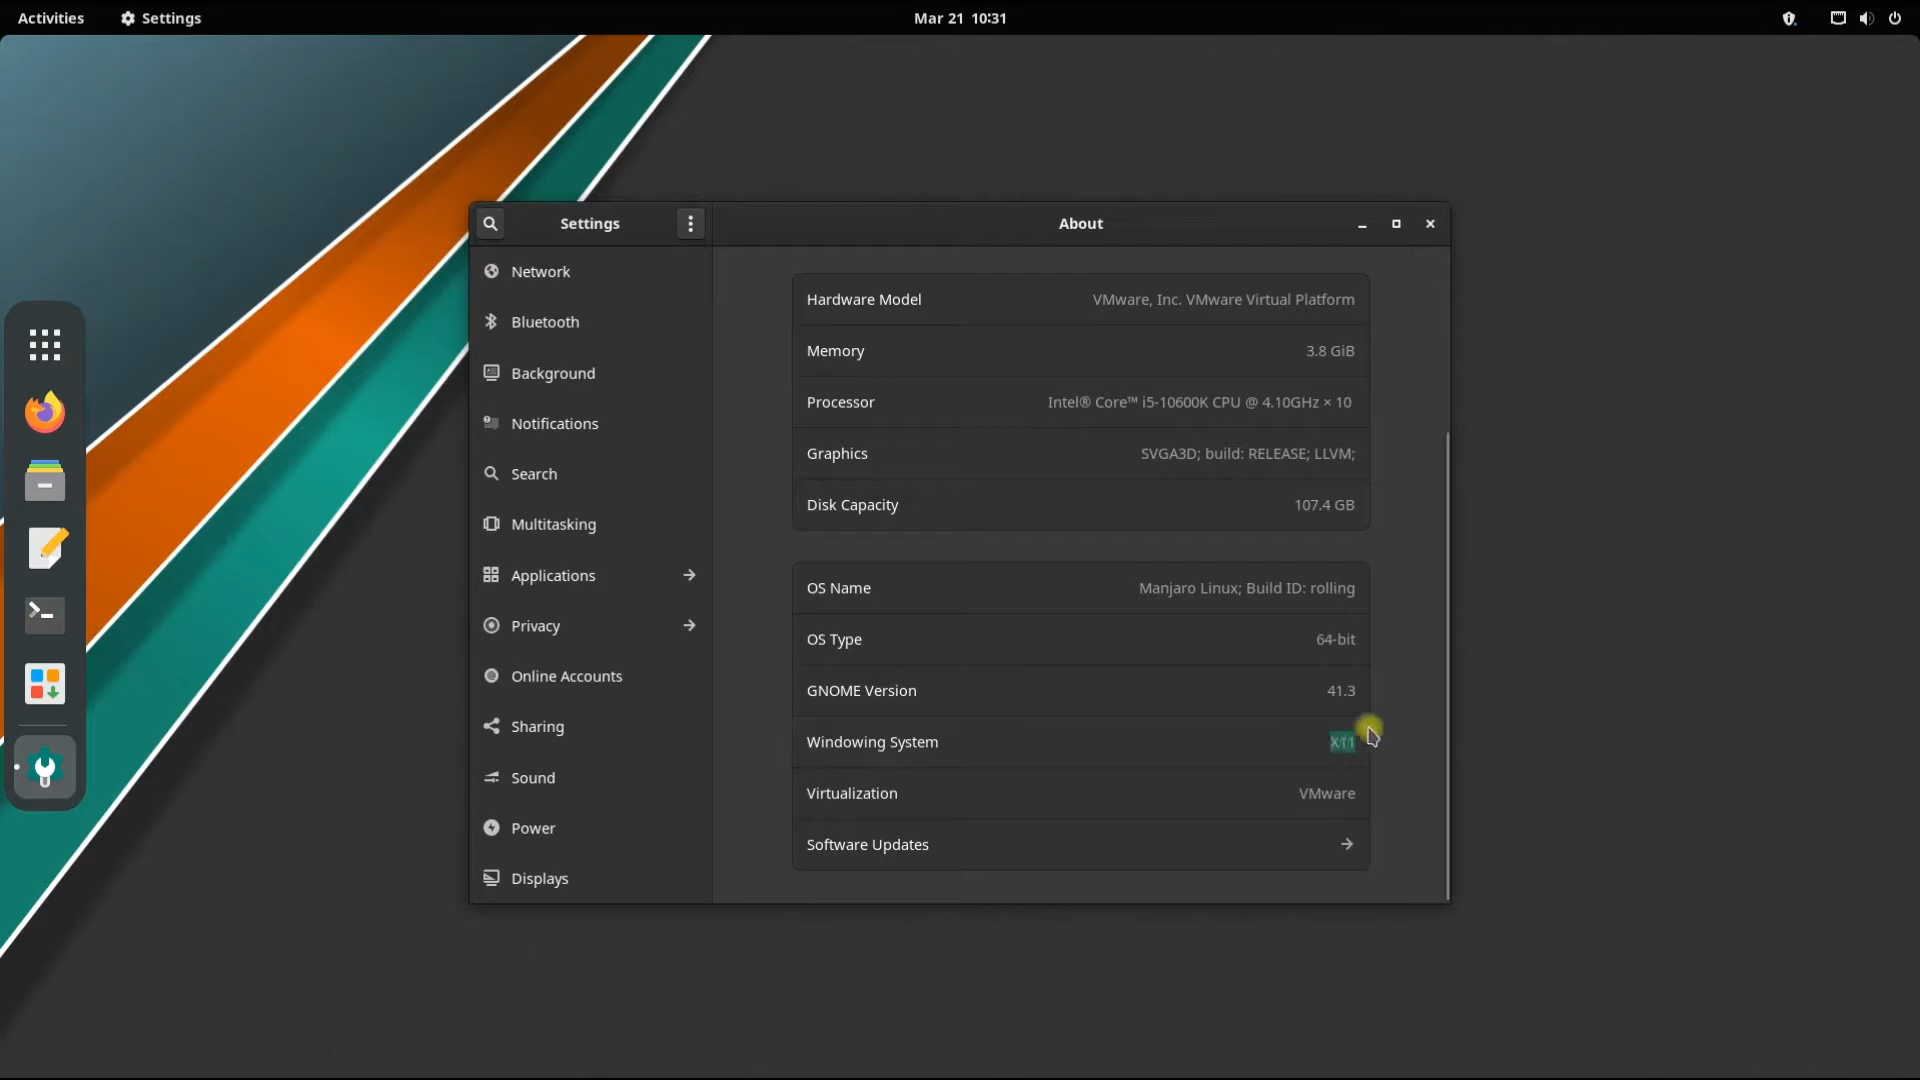 Activities Settings Mar 21 10:31
Settings About
Network
Bluetooth
Background
Notifications
Search
Multitasking
Applications
Privacy
Online Accounts
Sharing
Sound
Power
Displays
Hardware Model VMware, Inc. VMware Virtual Platform
Memory 3.8 GiB
Processor Intel® Core™ i5-10600K CPU @ 4.10GHz × 10
Graphics SVGA3D; build: RELEASE; LLVM;
Disk Capacity 107.4 GB
OS Name Manjaro Linux; Build ID: rolling
OS Type 64-bit
GNOME Version 41.3
Windowing System X11
Virtualization VMware
Software Updates